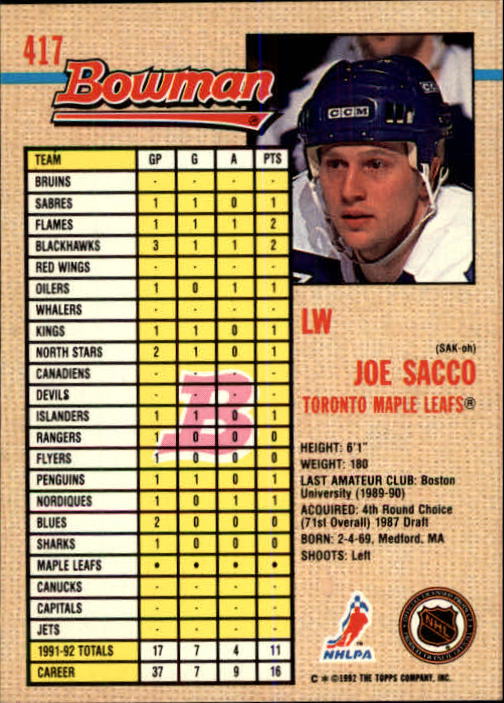 417
Bowman®
CCM
TEAM GP G A PTS
BRUINS - - - -
SABRES 1 1 0 1
FLAMES 1 1 1 2
BLACKHAWKS 3 1 1 2
RED WINGS - - - -
OILERS 1 0 1 1
WHALERS - - - -
KINGS 1 1 0 1
NORTH STARS 2 1 0 1
CANADIENS - - - -
DEVILS - - - -
ISLANDERS 1 1 0 1
RANGERS 1 0 0 0
FLYERS 1 0 0 0
PENGUINS 1 1 0 1
NORDIQUES 1 0 1 1
BLUES 2 0 0 0
SHARKS 1 0 0 0
MAPLE LEAFS • • • •
CANUCKS - - - -
CAPITALS - - - -
JETS - - - -
1991-92 TOTALS 17 7 4 11
CAREER 37 7 9 16
B
LW
(SAK-oh)
JOE SACCO
TORONTO MAPLE LEAFS®
HEIGHT: 6'1"
WEIGHT: 180
LAST AMATEUR CLUB: Boston
University (1989-90)
ACQUIRED: 4th Round Choice
(71st Overall) 1987 Draft
BORN: 2-4-69, Medford, MA
SHOOTS: Left
NHLPA
NHL
C * ©1992 THE TOPPS COMPANY, INC.